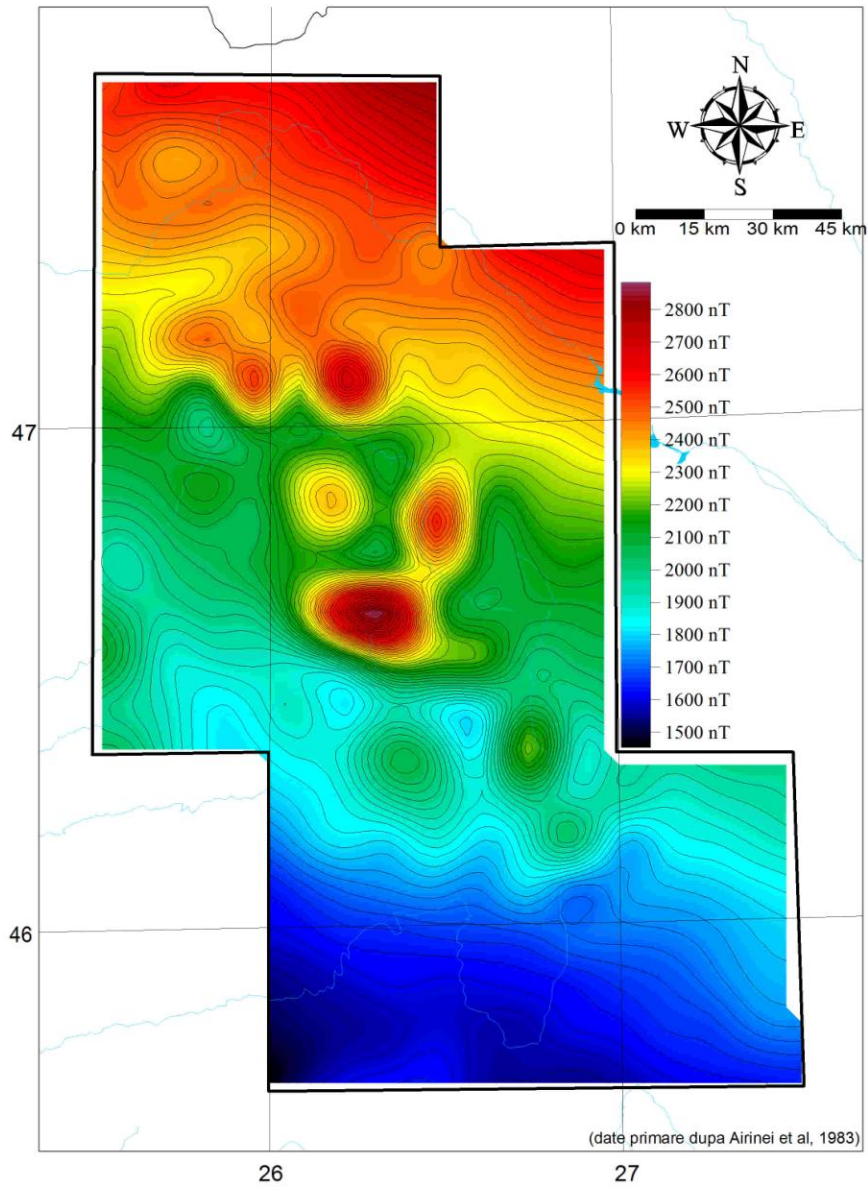 N
W E
S
0 km 15 km 30 km 45 km
2800 nT
2700 nT
2600 nT
2500 nT
2400 nT
2300 nT
2200 nT
2100 nT
2000 nT
1900 nT
1800 nT
1700 nT
1600 nT
1500 nT
47
46
(date primare dupa Airinei et al, 1983)
26 27